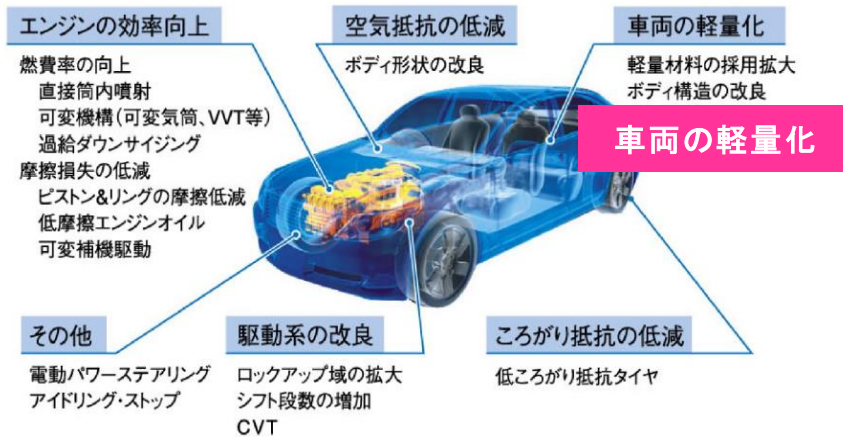 エンジンの効率向上
燃費率の向上
直接筒内噴射
可変機構(可変気筒、VVT等)
過給ダウンサイジング
摩擦損失の低減
ピストン&リングの摩擦低減
低摩擦エンジンオイル
可変補機駆動
空気抵抗の低減
ボディ形状の改良
車両の軽量化
軽量材料の採用拡大
ボディ構造の改良
車両の軽量化
その他
電動パワーステアリング
アイドリング・ストップ
駆動系の改良
ロックアップ域の拡大
シフト段数の増加
CVT
ころがり抵抗の低減
低ころがり抵抗タイヤ